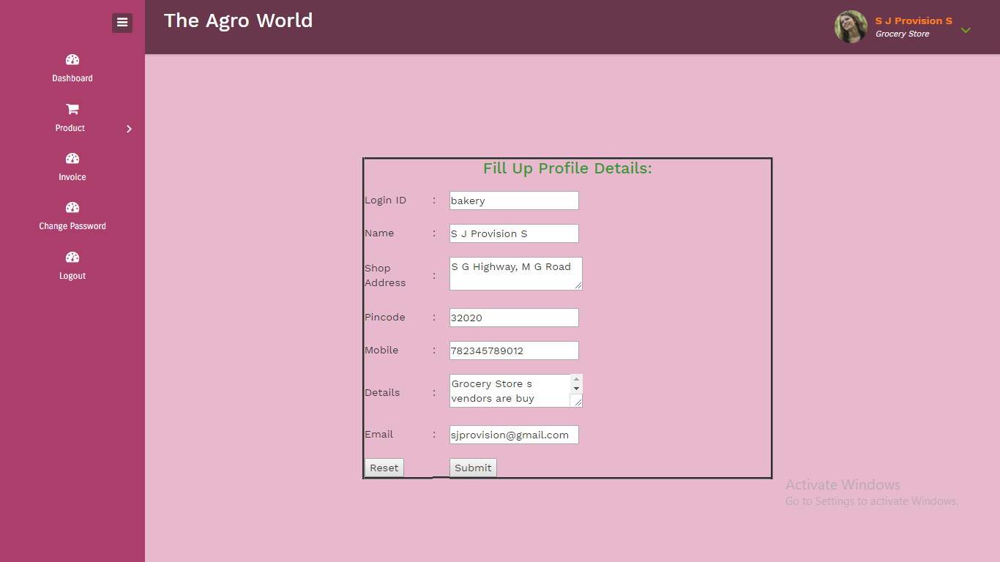 The Agro World
S J Provision S
Grocery Store
Dashboard
Product
Invoice
Change Password
Logout
Fill Up Profile Details:
Login ID : bakery
Name : S J Provision S
Shop Address : S G Highway, M G Road
Pincode : 32020
Mobile : 782345789012
Details : Grocery Store s
vendors are buy
Email : sjprovision@gmail.com
Reset Submit
Activate Windows
Go to Settings to activate Windows.